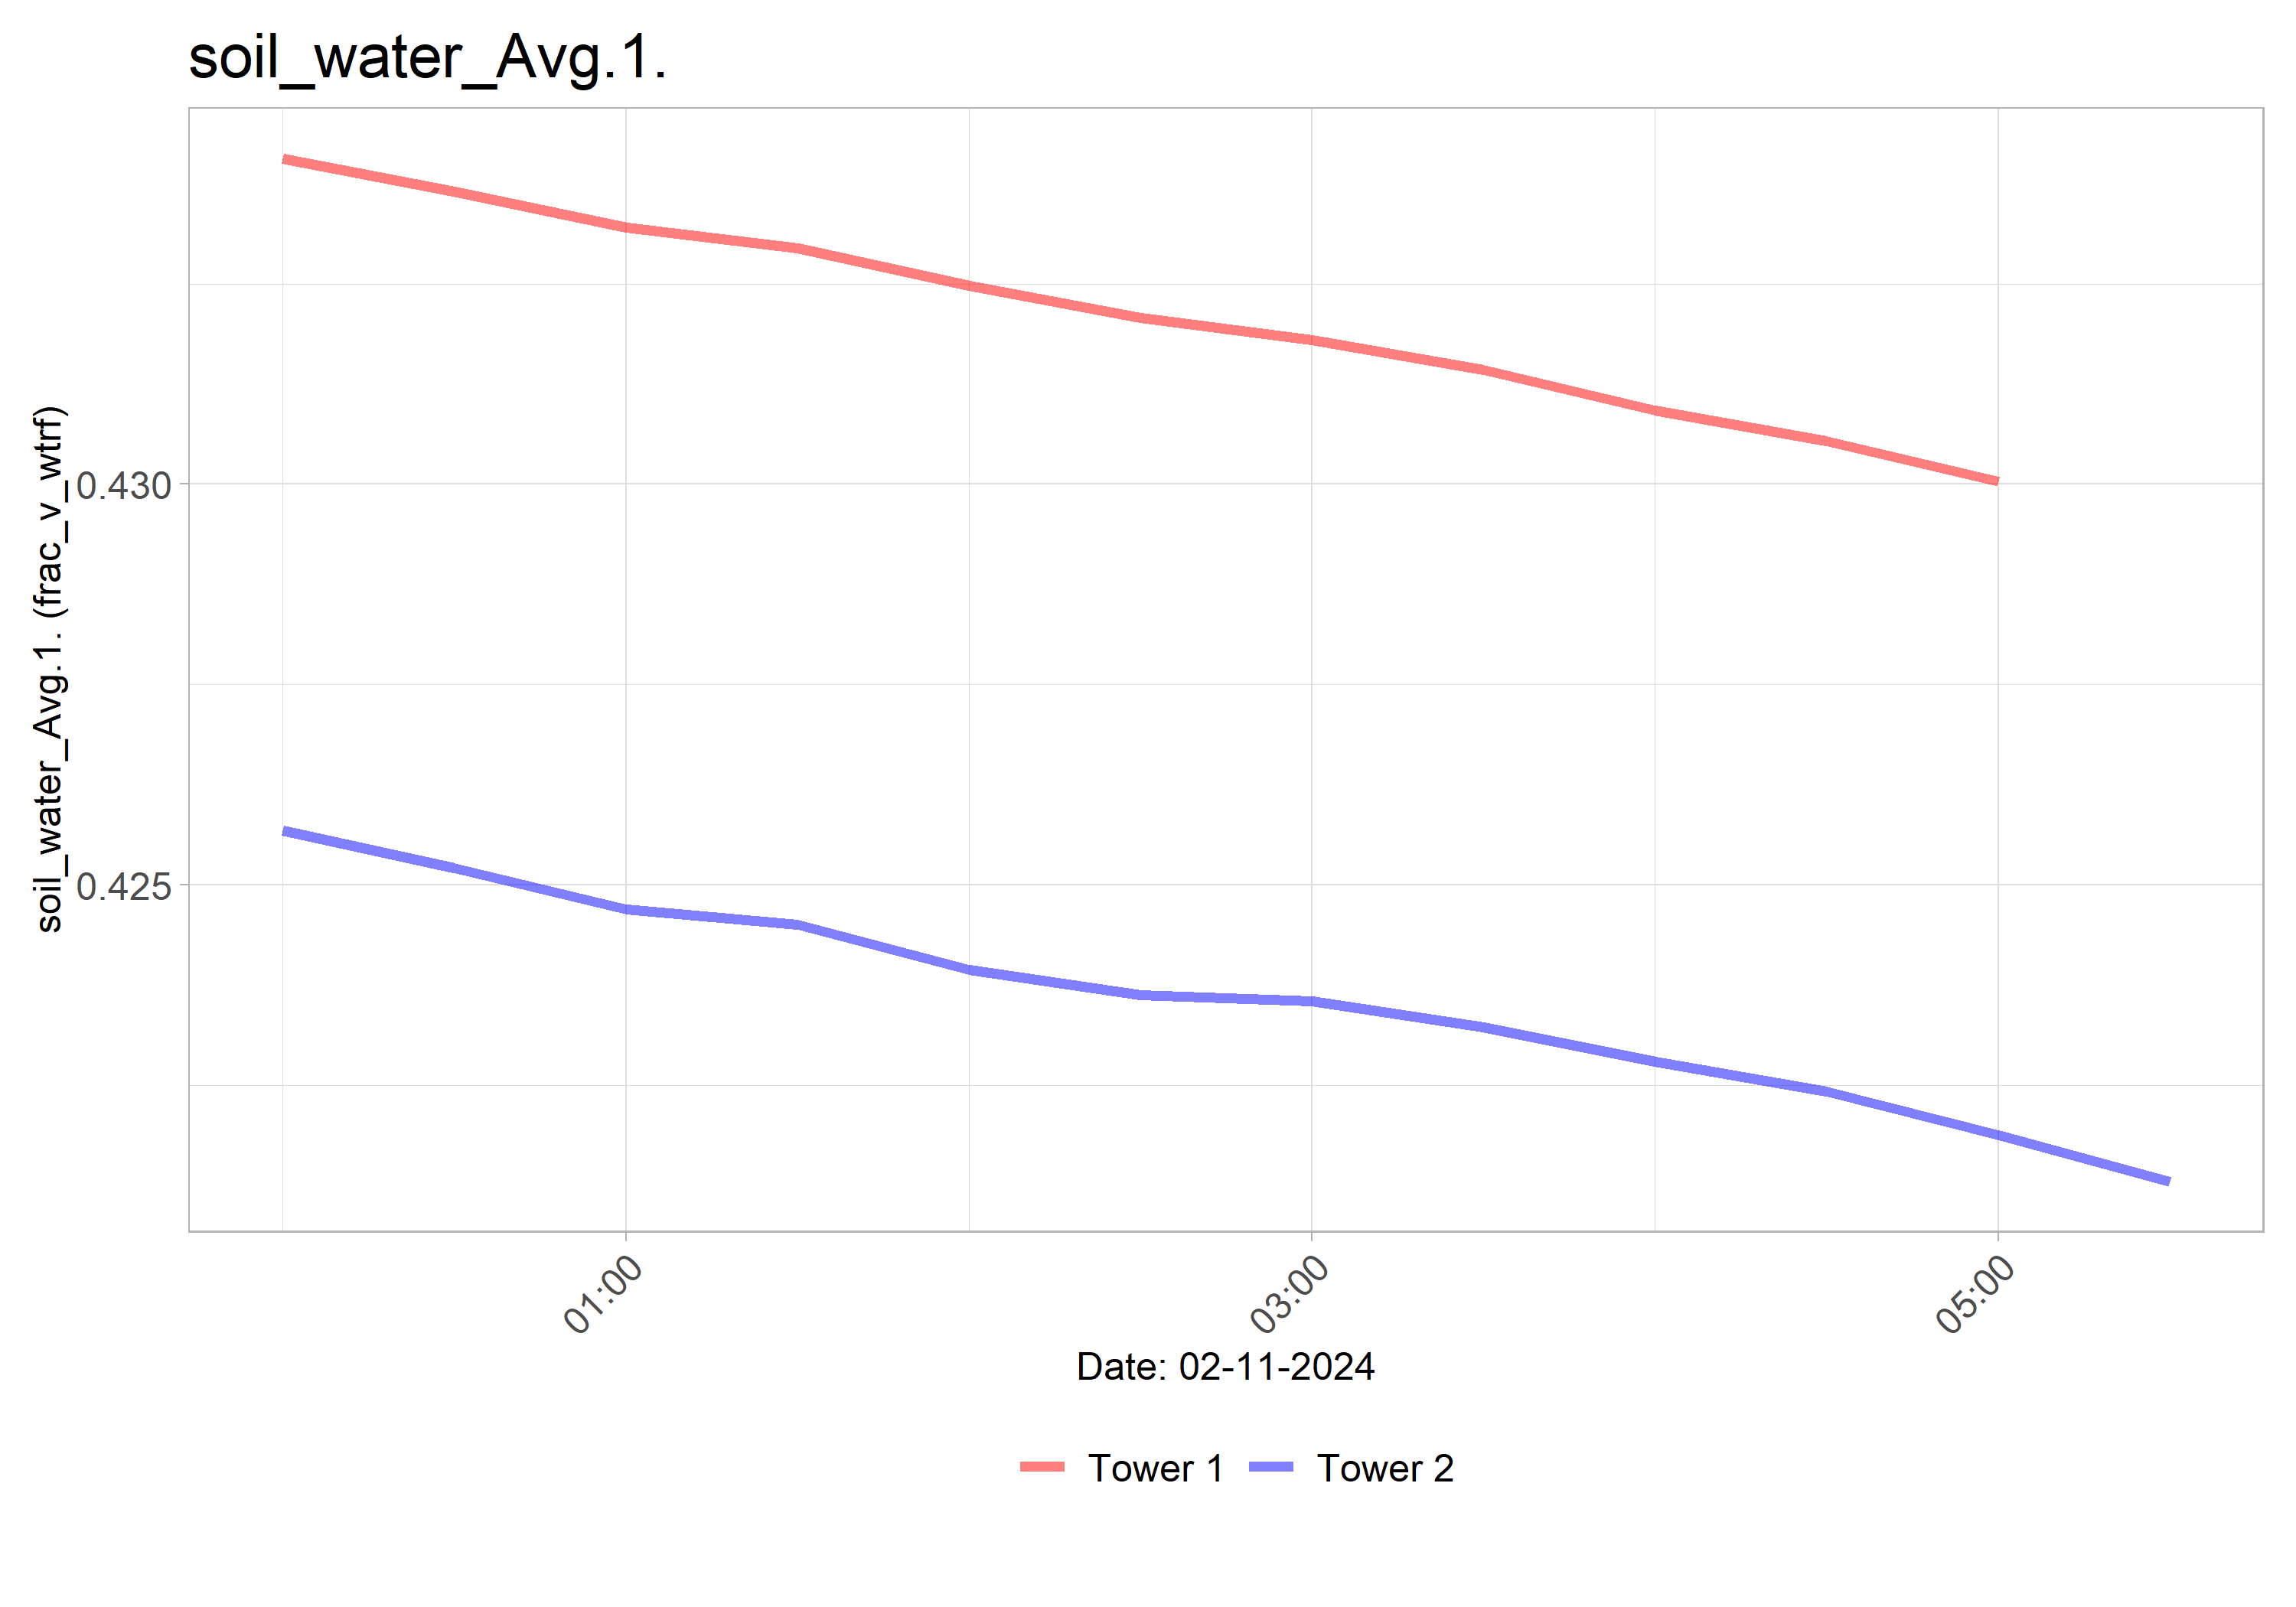 soil_water_Avg.1.
soil_water_Avg.1. (frac_v_wtrf)
0.430
0.425
01:00
03:00
05:00
Date: 02-11-2024
Tower 1
Tower 2